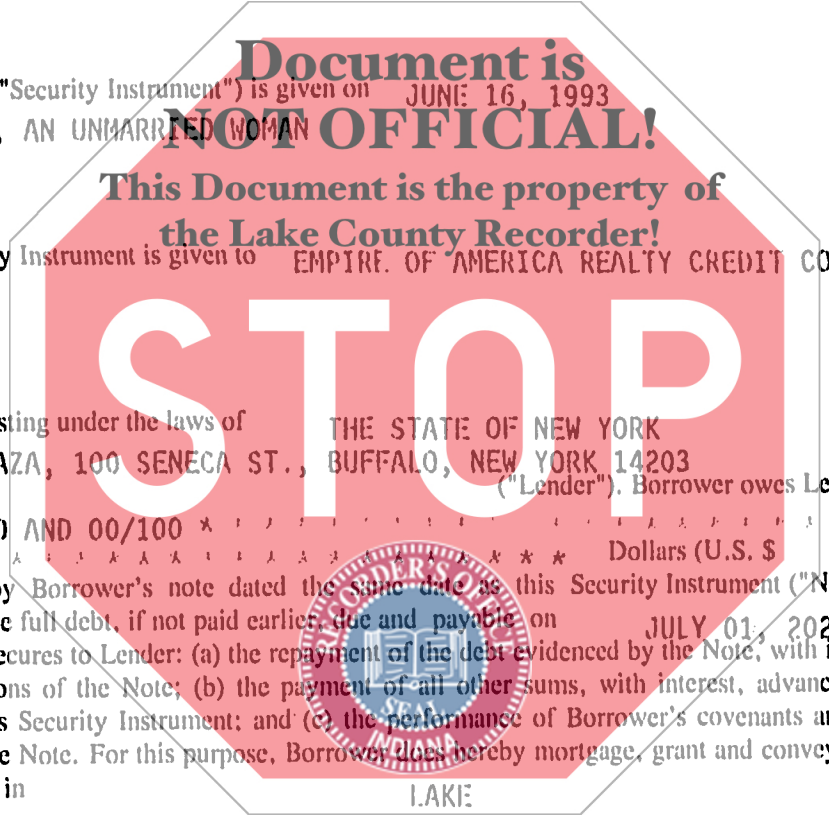 Document is
"Security Instrument") is given on JUNE 16, 1993
, AN UNMARRIED WOMAN
NOT OFFICIAL!
This Document is the property of
the Lake County Recorder!
y Instrument is given to EMPIRE OF AMERICA REALTY CREDIT CO
STOP
sting under the laws of THE STATE OF NEW YORK
AZA, 100 SENECA ST., BUFFALO, NEW YORK 14203
("Lender"). Borrower owes Le
AND 00/100 *
* * * Dollars (U.S. $
y Borrower's note dated the same date as this Security Instrument ("N
e full debt, if not paid earlier, due and payable on JULY 01, 202
ecures to Lender: (a) the repayment of the debt evidenced by the Note, with i
ons of the Note; (b) the payment of all other sums, with interest, advanc
s Security Instrument; and (c) the performance of Borrower's covenants a
e Note. For this purpose, Borrower does hereby mortgage, grant and convey
in LAKE
RECORDER'S OFFICE
SEAL
INDIANA